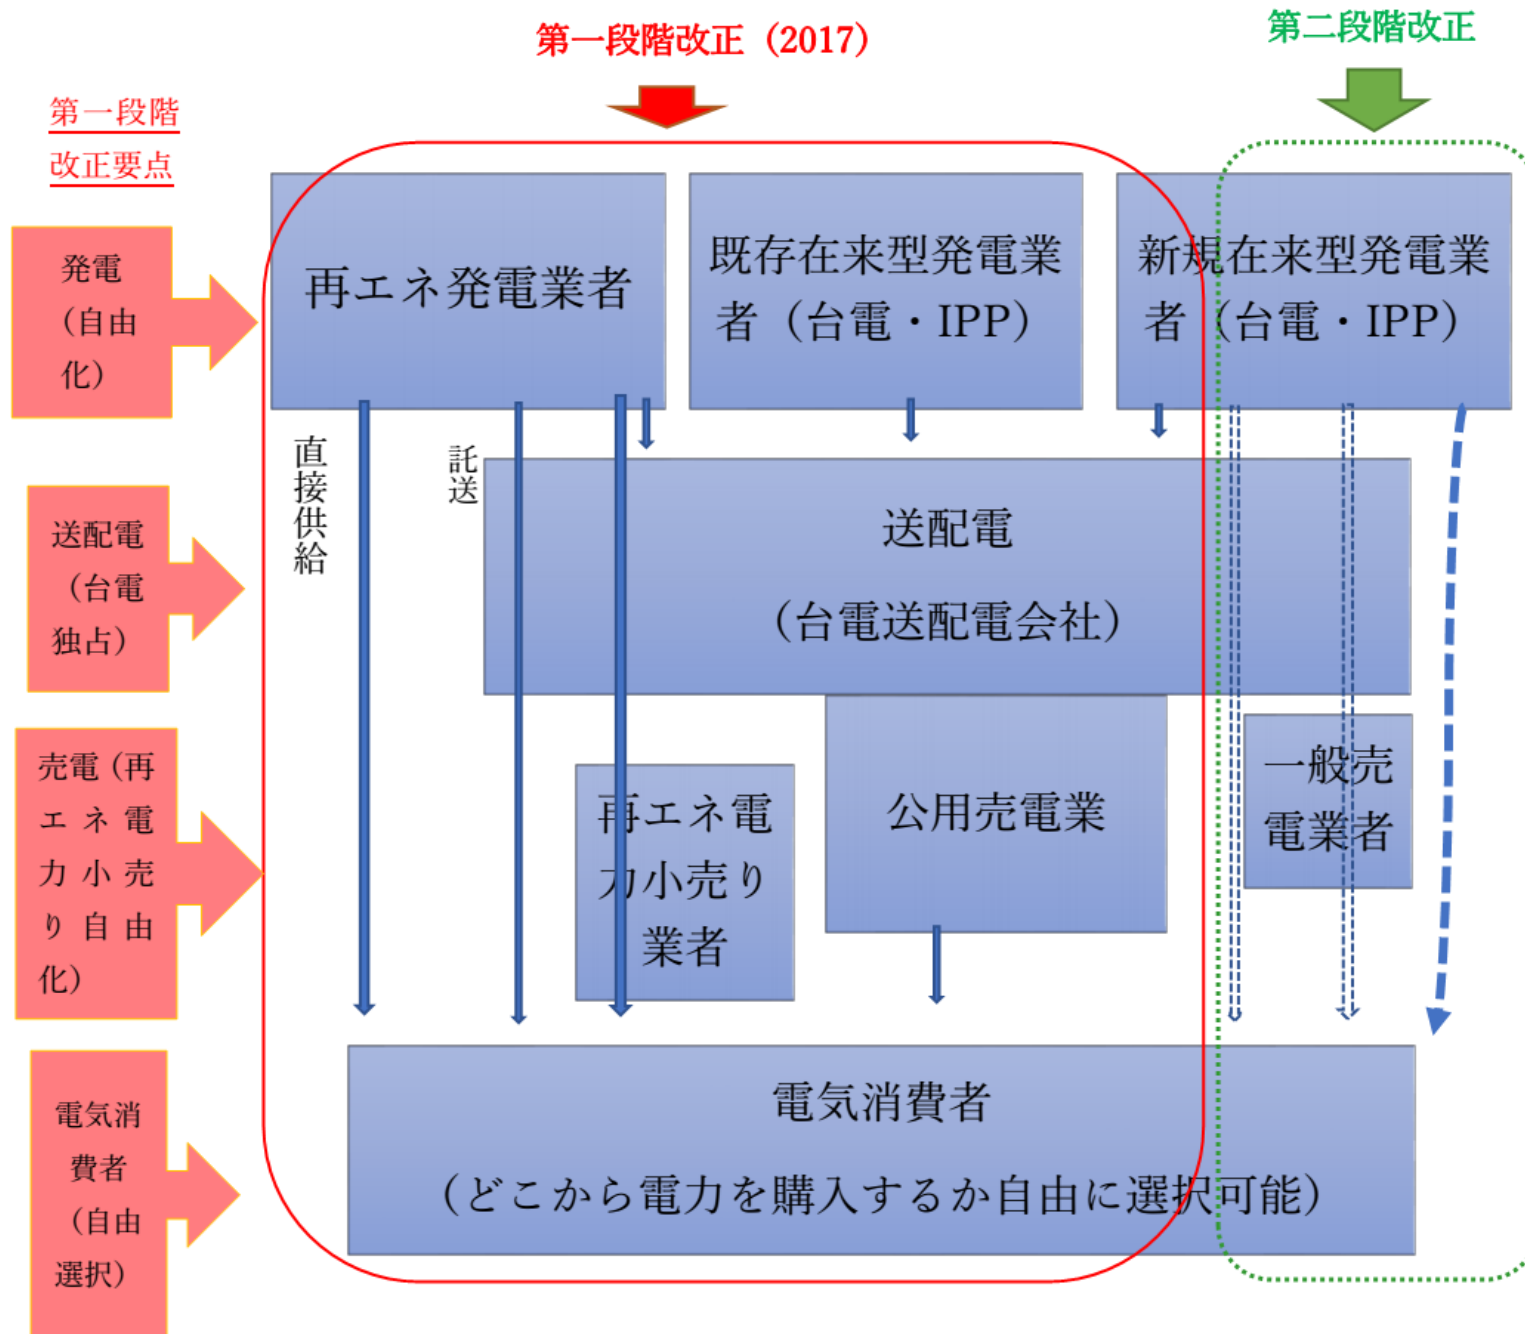 第一段階改正（2017）
第二段階改正
第一段階
改正要点
発電
（自由
化）
再エネ発電業者
既存在来型発電業
者（台電・IPP）
新規在来型発電業
者（台電・IPP）
直接供給
託送
送配電
（台電
独占）
送配電
（台電送配電会社）
売電（再
エネ電
力小売
り自由
化）
再エネ電
力小売り
業者
公用売電業
一般売
電業者
電気消
費者
（自由
選択）
電気消費者
（どこから電力を購入するか自由に選択可能）